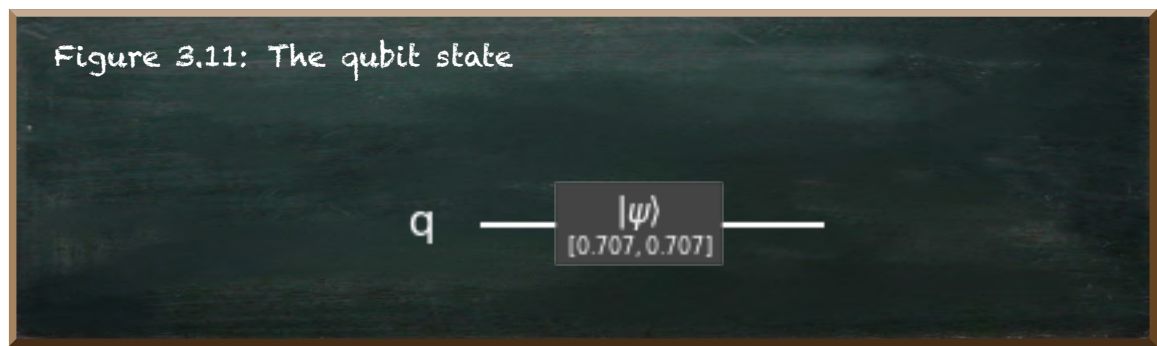 Figure 3.11: The qubit state
q
|ψ⟩
[0.707, 0.707]